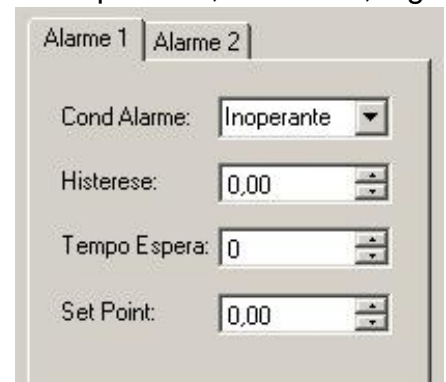 Alarme 1 Alarme 2
Cond Alarme: Inoperante
Histerese: 0,00
Tempo Espera: 0
Set Point: 0,00